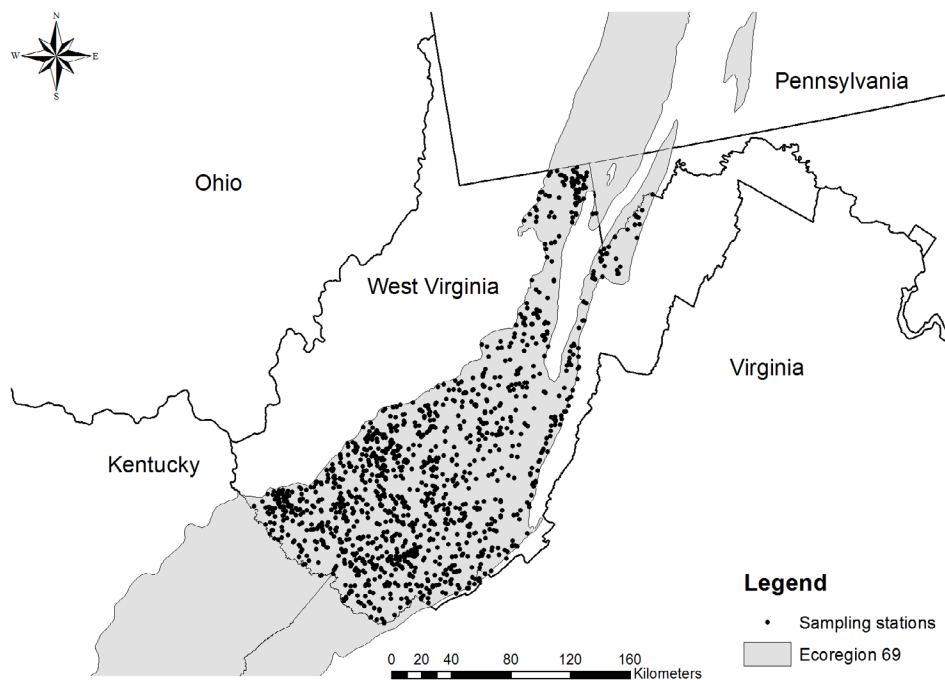 N
W E
S
Pennsylvania
Ohio
West Virginia
Virginia
Kentucky
Legend
Sampling stations
Ecoregion 69
0 20 40 80 120 160
Kilometers